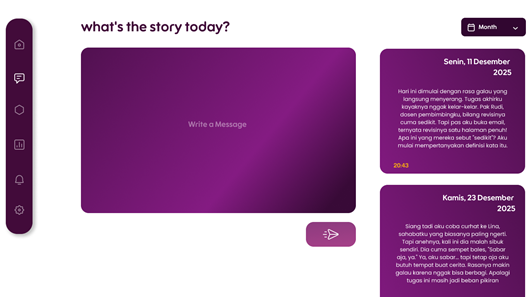 what's the story today?
Month
Write a Message
Senin, 11 Desember
2025
Hari ini dimulai dengan rasa galau yang
langsung menyerang. Tugas akhirku
kayaknya nggak kelar-kelar. Pak Rudi,
dosen pembimbingku, bilang revisinya
cuma sedikit. Tapi pas aku buka email,
ternyata revisinya satu halaman penuh!
Apa ini yang mereka sebut "sedikit"? Aku
mulai mempertanyakan definisi kata itu.
20:43
Kamis, 23 Desember
2025
Siang tadi aku coba curhat ke Lina,
sahabatku yang biasanya paling ngerti.
Tapi anehnya, kali ini dia malah sibuk
sendiri. Dia cuma sempet bales, "Sabar
aja, ya." Ya, aku sabar... tapi tetap aja aku
butuh tempat buat cerita. Rasanya makin
galau karena nggak bisa berbagi. Apalagi
tugas ini masih jadi beban pikiran